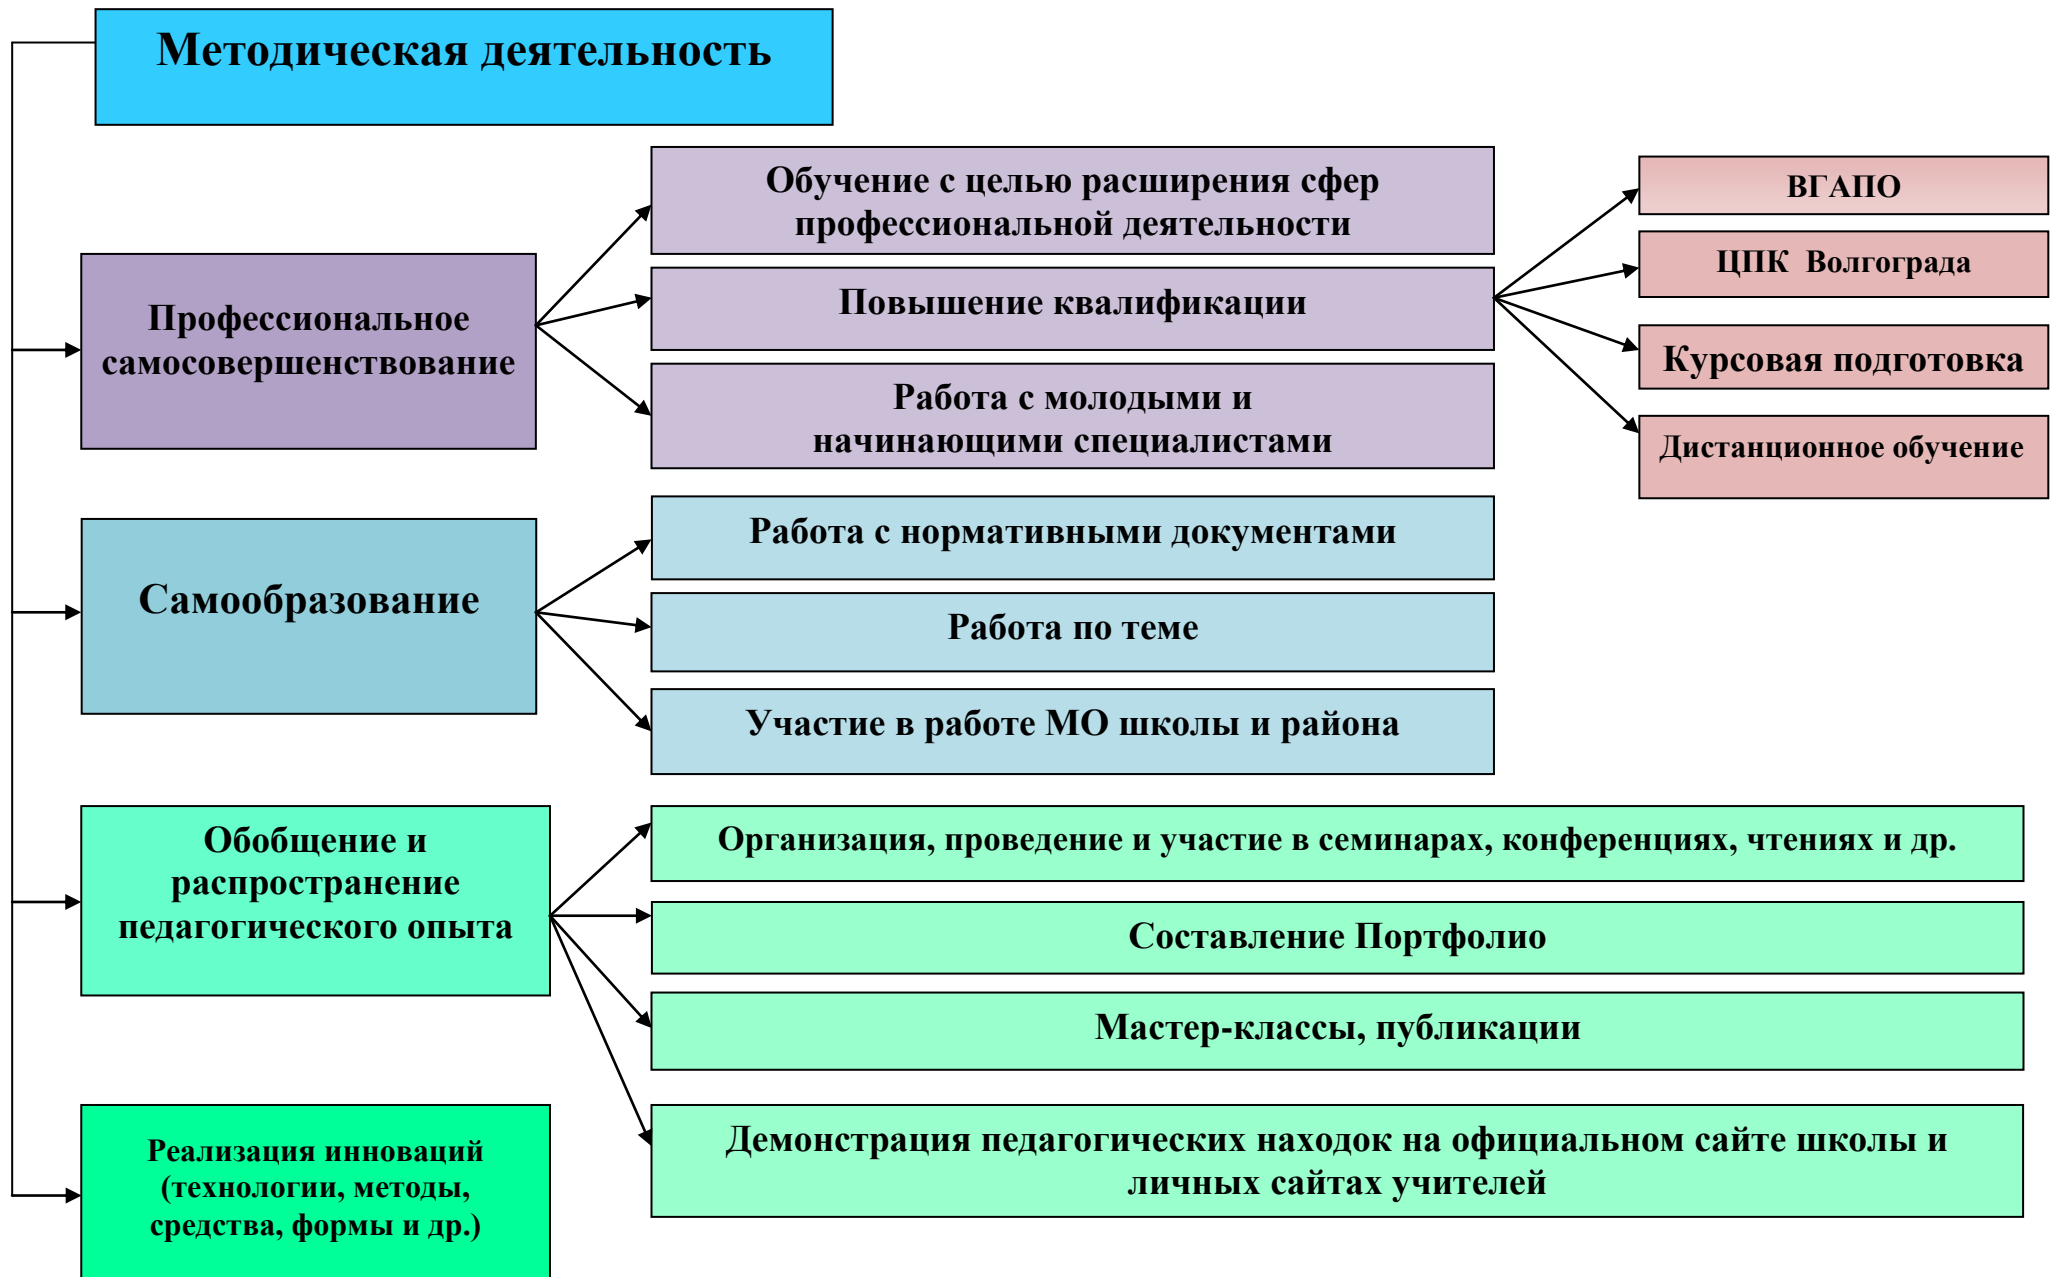 Методическая деятельность
Профессиональное
самосовершенствование
Обучение с целью расширения сфер
профессиональной деятельности
Повышение квалификации
Работа с молодыми и
начинающими специалистами
ВГАПО
ЦПК Волгограда
Курсовая подготовка
Дистанционное обучение
Самообразование
Работа с нормативными документами
Работа по теме
Участие в работе МО школы и района
Обобщение и
распространение
педагогического опыта
Организация, проведение и участие в семинарах, конференциях, чтениях и др.
Составление Портфолио
Мастер-классы, публикации
Демонстрация педагогических находок на официальном сайте школы и
личных сайтах учителей
Реализация инноваций
(технологии, методы,
средства, формы и др.)